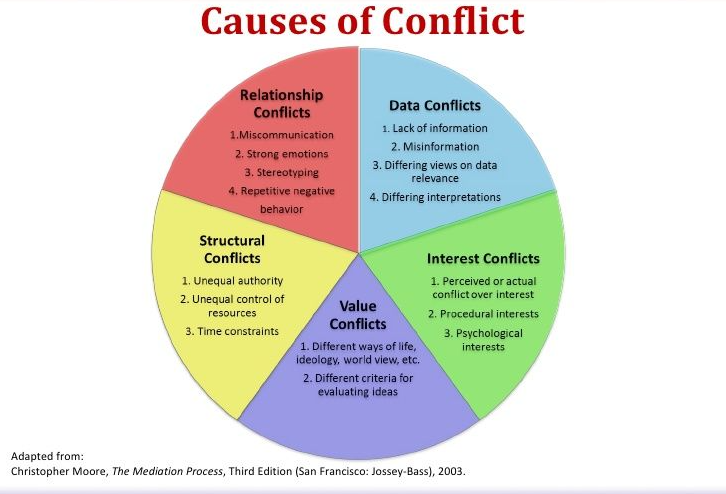 Causes of Conflict
Relationship
Conflicts
1.Miscommunication
2. Strong emotions
3. Stereotyping
4. Repetitive negative
behavior
Data Conflicts
1. Lack of information
2. Misinformation
3. Differing views on data
relevance
4. Differing interpretations
Structural
Conflicts
1. Unequal authority
2. Unequal control of
resources
3. Time constraints
Interest Conflicts
1. Perceived or actual
conflict over interest
2. Procedural interests
3. Psychological
interests
Value
Conflicts
1. Different ways of life,
ideology, world view, etc.
2. Different criteria for
evaluating ideas
Adapted from:
Christopher Moore, The Mediation Process, Third Edition (San Francisco: Jossey-Bass), 2003.